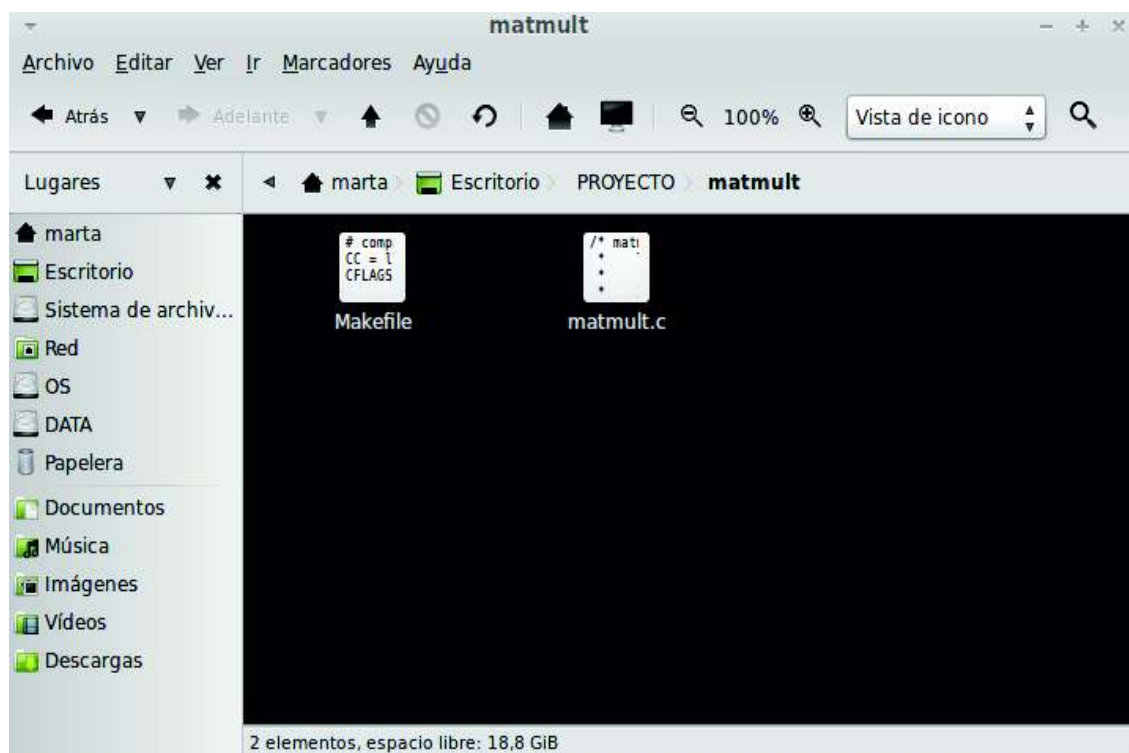 matmult
Archivo Editar Ver Ir Marcadores Ayuda
Atrás Adelante 100% Vista de icono
Lugares marta Escritorio PROYECTO matmult
marta
Escritorio
Sistema de archiv...
Red
OS
DATA
Papelera
Documentos
Música
Imágenes
Vídeos
Descargas
# comp
CC = l
CFLAGS
Makefile
/* mat
*
*
*
matmult.c
2 elementos, espacio libre: 18,8 GiB